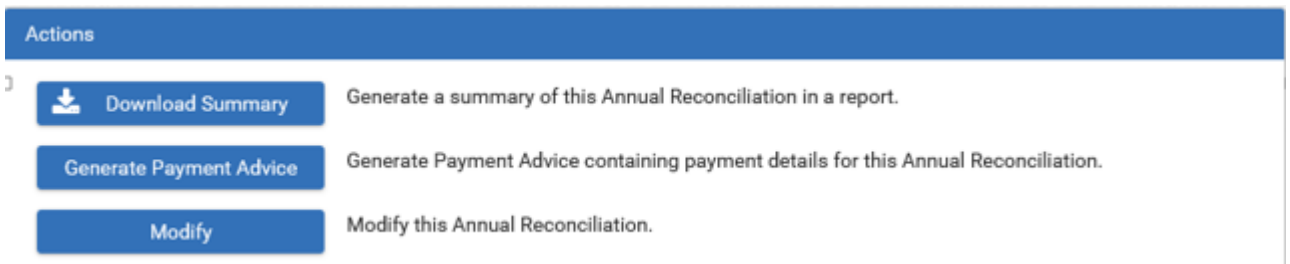 Actions
Download Summary Generate a summary of this Annual Reconciliation in a report.
Generate Payment Advice Generate Payment Advice containing payment details for this Annual Reconciliation.
Modify Modify this Annual Reconciliation.